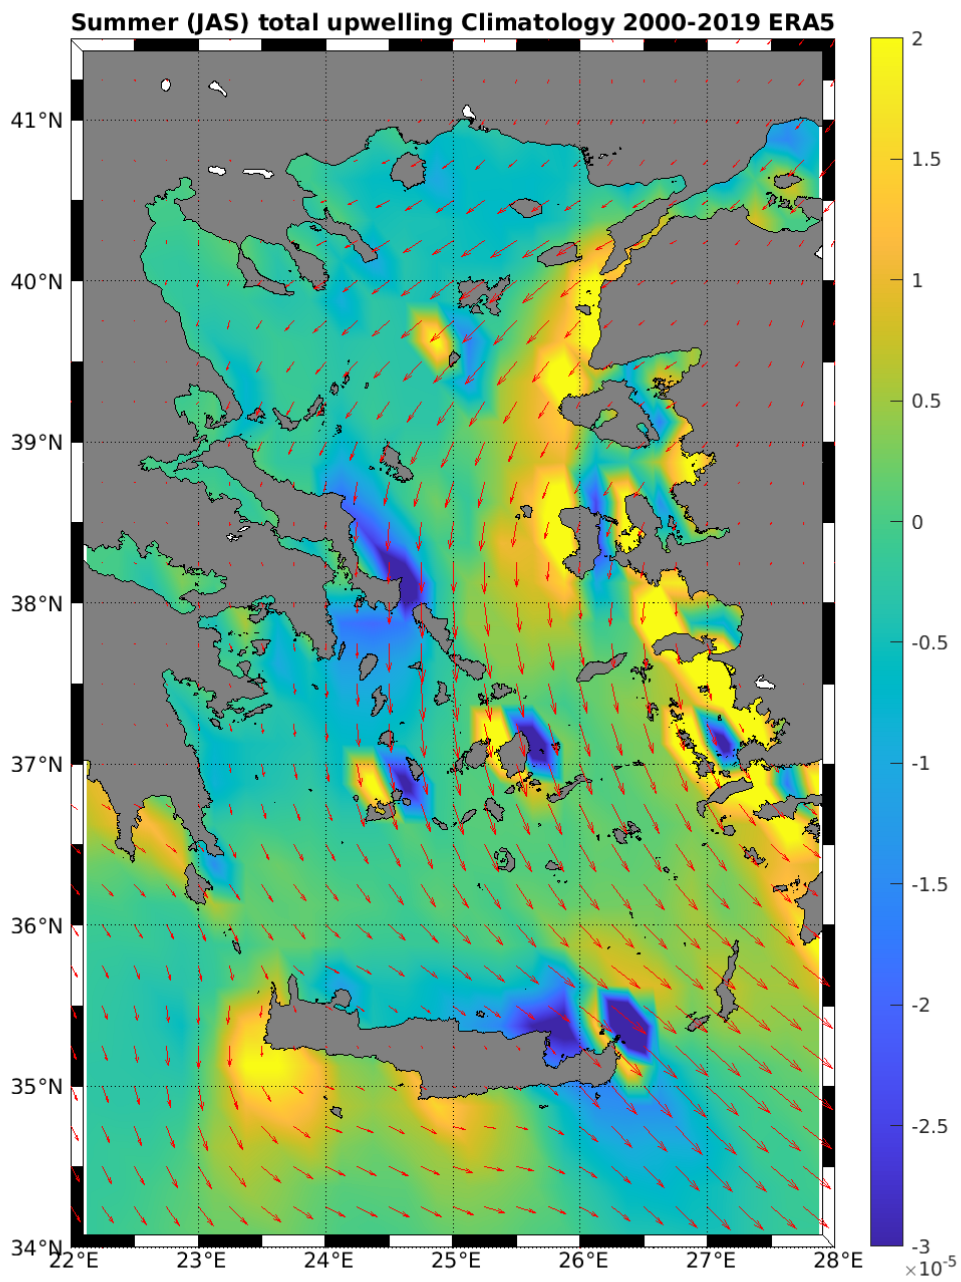 Summer (JAS) total upwelling Climatology 2000-2019 ERA5
41°N
40°N
39°N
38°N
37°N
36°N
35°N
34°N
22°E 23°E 24°E 25°E 26°E 27°E 28°E
2
1.5
1
0.5
0
-0.5
-1
-1.5
-2
-2.5
-3
×10⁻⁵